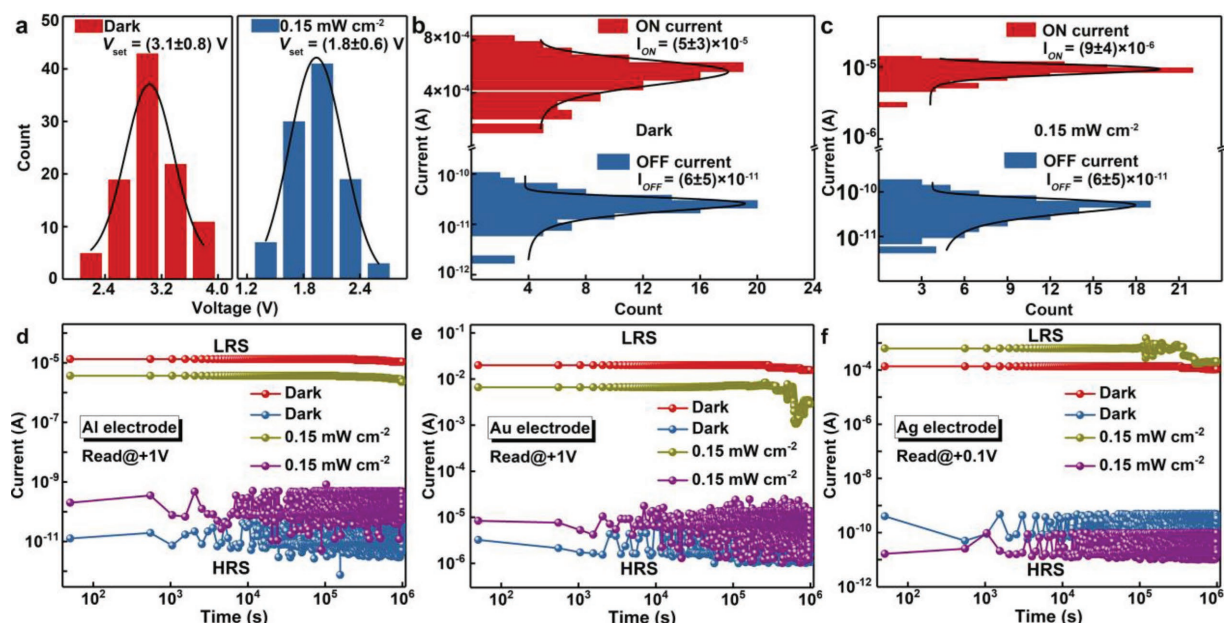 a
Dark
V set = (3.1±0.8) V
0.15 mW cm-2
V set = (1.8±0.6) V
50
40
30
20
10
0
Count
2.4
3.2
4.0
1.2
1.8
2.4
Voltage (V)
b
ON current
I ON = (5±3)×10-5
8×10-4
4×10-4
Dark
OFF current
I OFF = (6±5)×10-11
10-10
10-11
10-12
Current (A)
4
8
12
16
20
24
Count
c
ON current
I ON = (9±4)×10-6
10-5
10-6
0.15 mW cm-2
OFF current
I OFF = (6±5)×10-11
10-10
10-11
Current (A)
3
6
9
12
15
18
21
Count
d
LRS
10-5
10-7
10-9
10-11
Current (A)
Dark
Dark
0.15 mW cm-2
0.15 mW cm-2
Al electrode
Read@+1V
HRS
102
103
104
105
106
Time (s)
e
LRS
10-1
10-2
10-3
10-4
10-5
10-6
Current (A)
Dark
Dark
0.15 mW cm-2
0.15 mW cm-2
Au electrode
Read@+1V
HRS
102
103
104
105
106
Time (s)
f
LRS
10-2
10-4
10-6
10-8
10-10
10-12
Current (A)
Dark
Dark
0.15 mW cm-2
0.15 mW cm-2
Ag electrode
Read@+0.1V
HRS
102
103
104
105
106
Time (s)